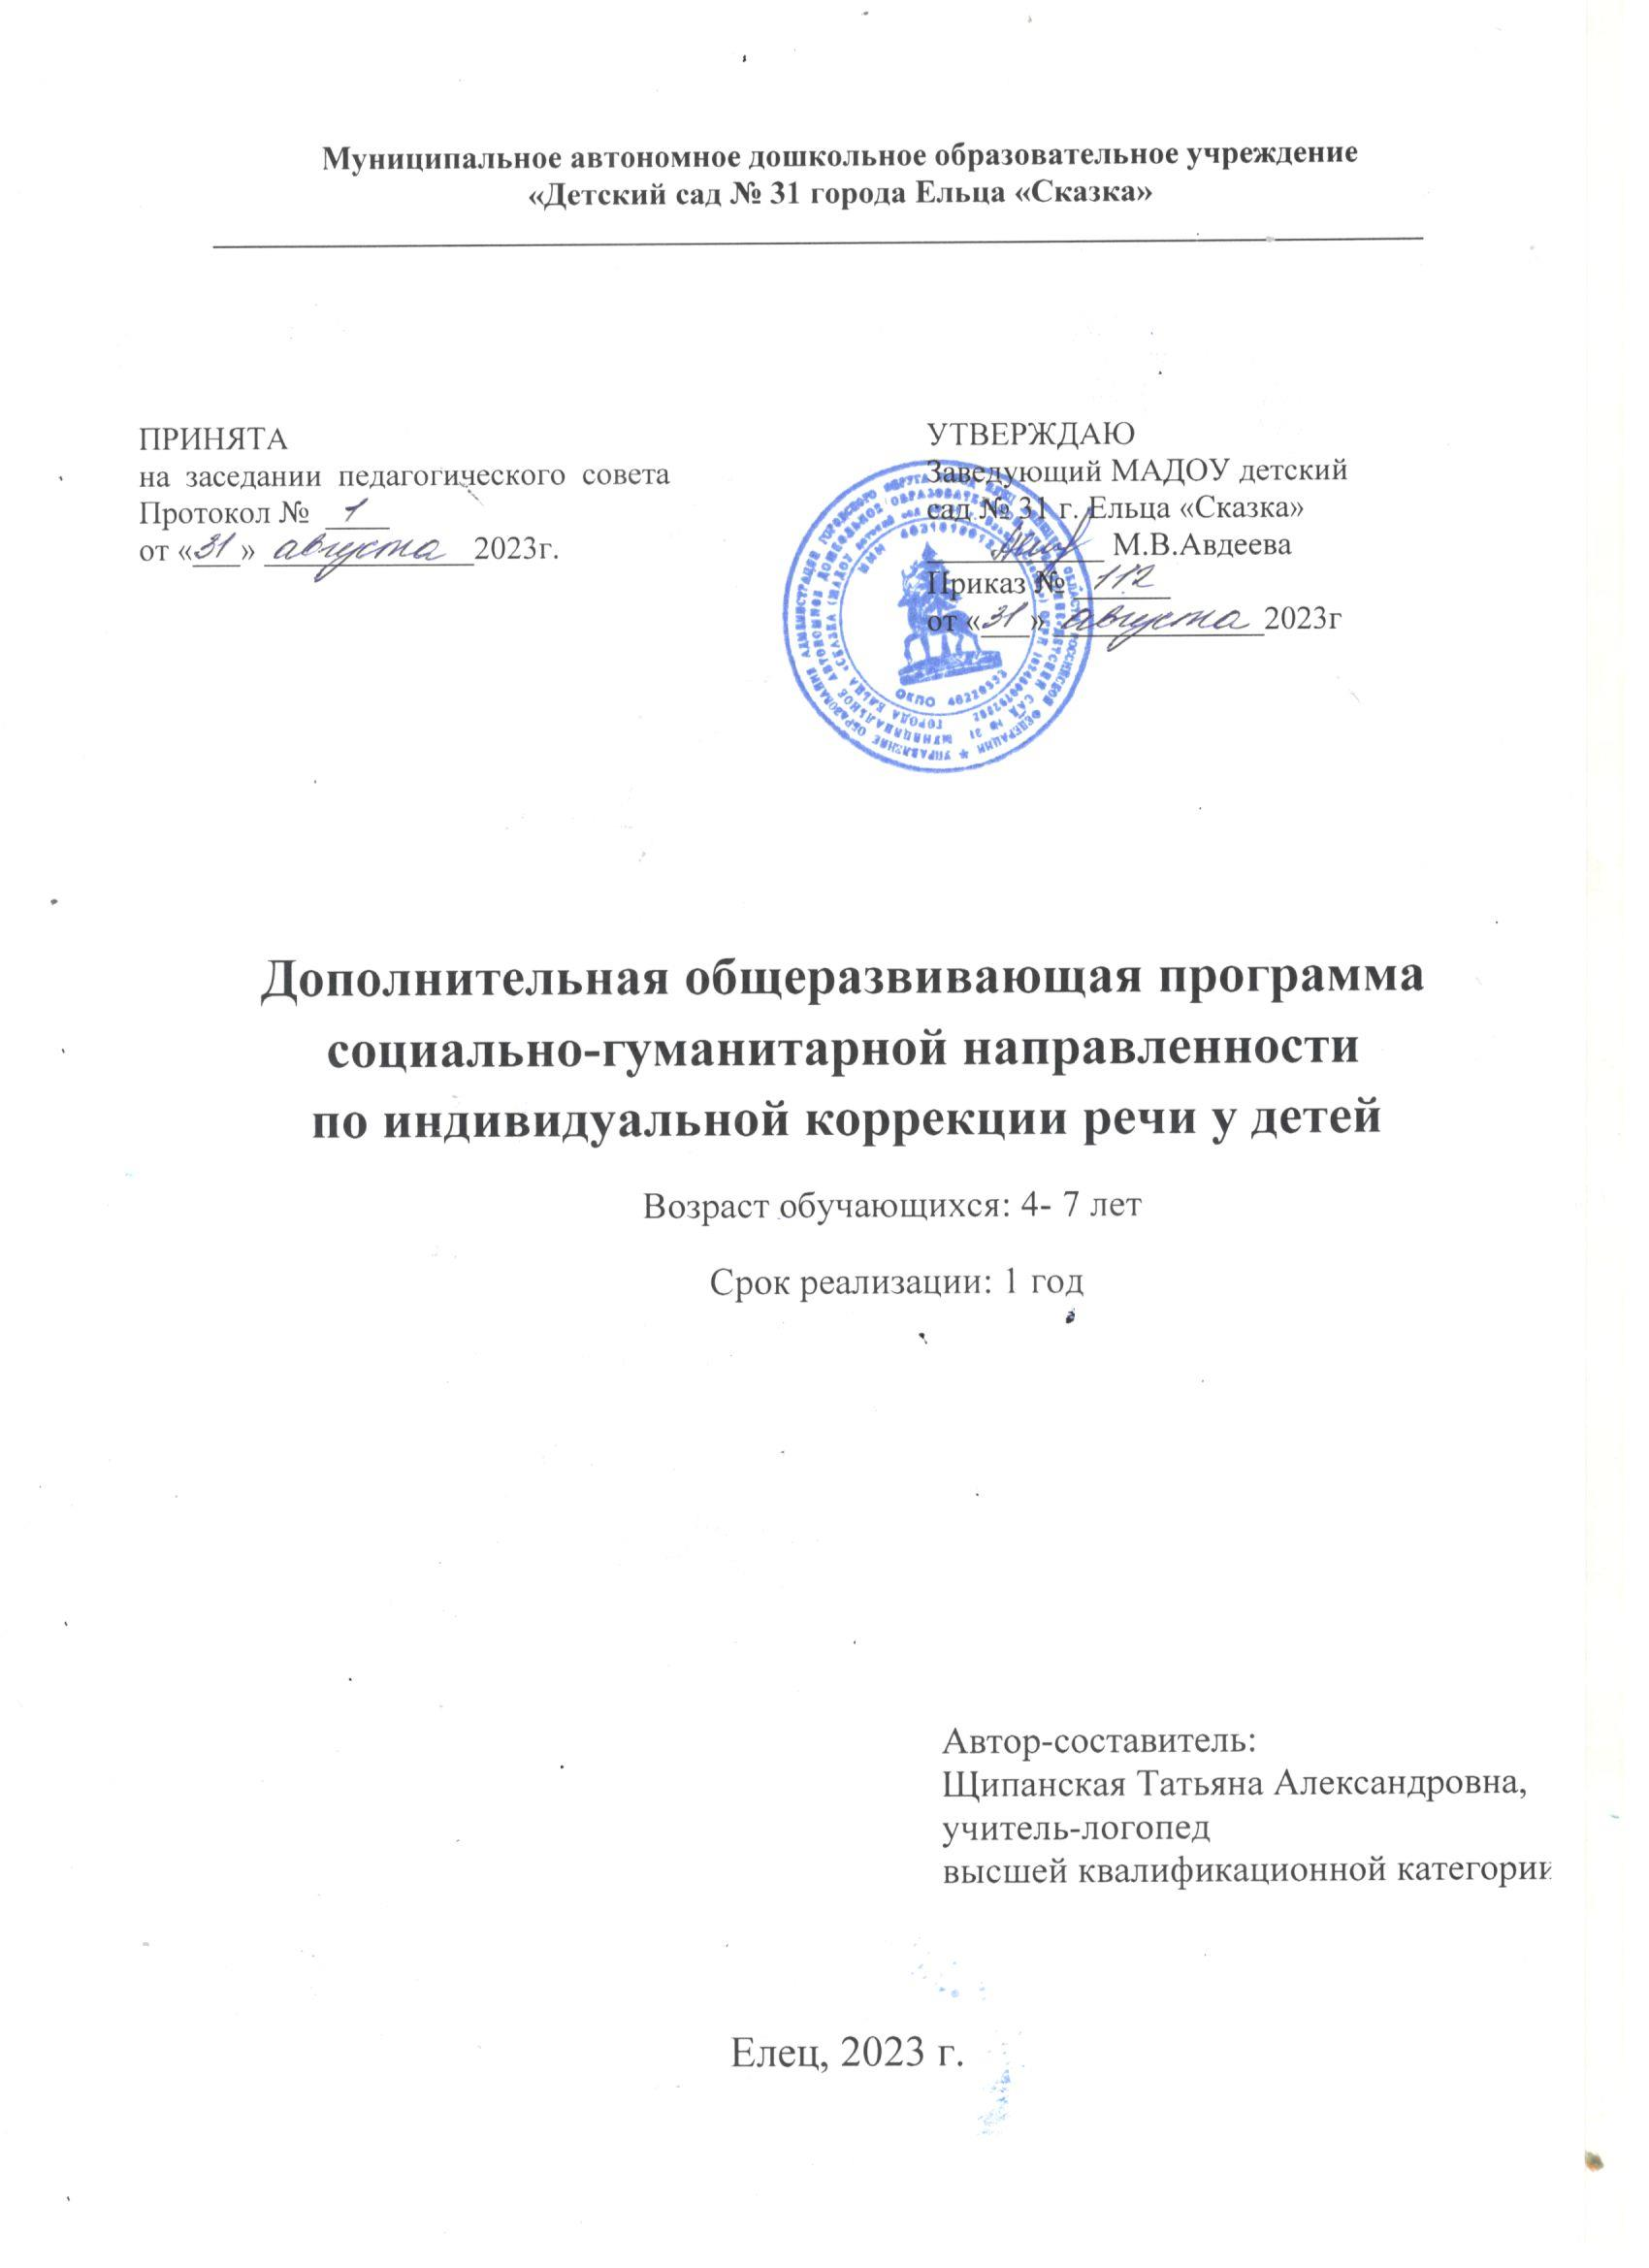 Муниципальное автономное дошкольное образовательное учреждение
«Детский сад № 31 города Ельца «Сказка»
ПРИНЯТА
на заседании педагогического совета
Протокол № 1
от «31» августа 2023г.
УТВЕРЖДАЮ
Заведующий МАДОУ детский
сад № 31 г. Ельца «Сказка»
М.В.Авдеева
Приказ № 112
от «31» августа 2023г
ОКПО
Дополнительная общеразвивающая программа
социально-гуманитарной направленности
по индивидуальной коррекции речи у детей
Возраст обучающихся: 4- 7 лет
Срок реализации: 1 год
Автор-составитель:
Щипанская Татьяна Александровна,
учитель-логопед
высшей квалификационной категории
Елец, 2023 г.